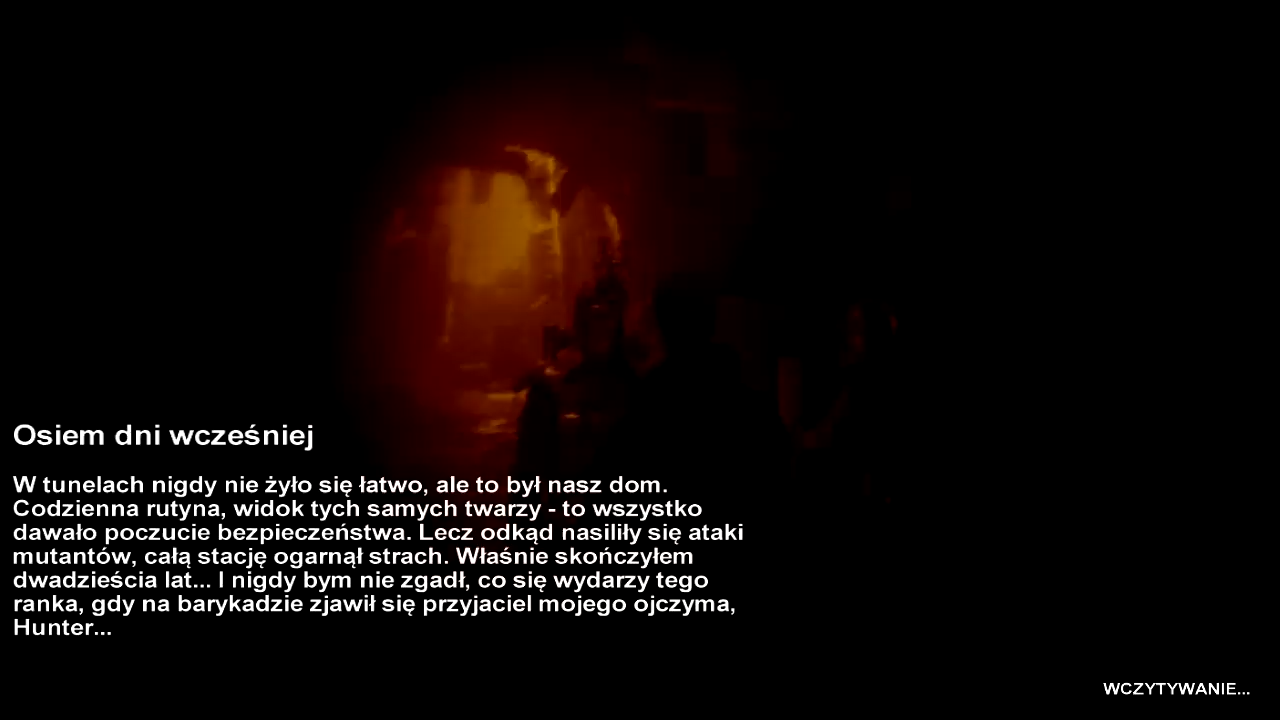 Osiem dni wcześniej
W tunelach nigdy nie żyło się łatwo, ale to był nasz dom.
Codzienna rutyna, widok tych samych twarzy - to wszystko
dawało poczucie bezpieczeństwa. Lecz odkąd nasiliły się ataki
mutantów, całą stację ogarnął strach. Właśnie skończyłem
dwadzieścia lat... I nigdy bym nie zgadł, co się wydarzy tego
ranka, gdy na barykadzie zjawił się przyjaciel mojego ojczyma,
Hunter...
WCZYTYWANIE...